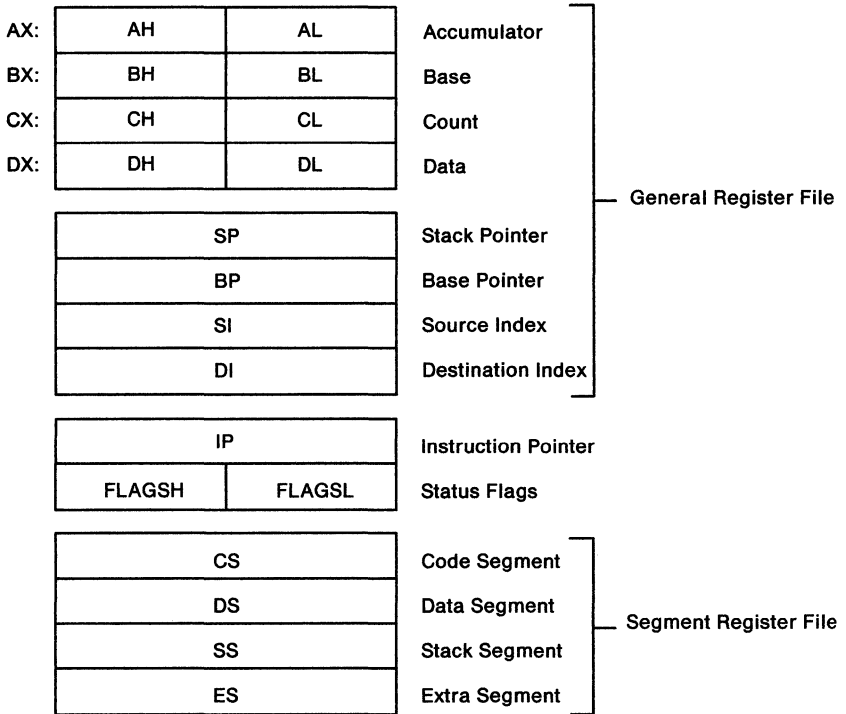 AX: AH AL Accumulator
BX: BH BL Base
CX: CH CL Count
DX: DH DL Data
General Register File
SP Stack Pointer
BP Base Pointer
SI Source Index
DI Destination Index
IP Instruction Pointer
FLAGSH FLAGSL Status Flags
CS Code Segment
DS Data Segment
Segment Register File
SS Stack Segment
ES Extra Segment